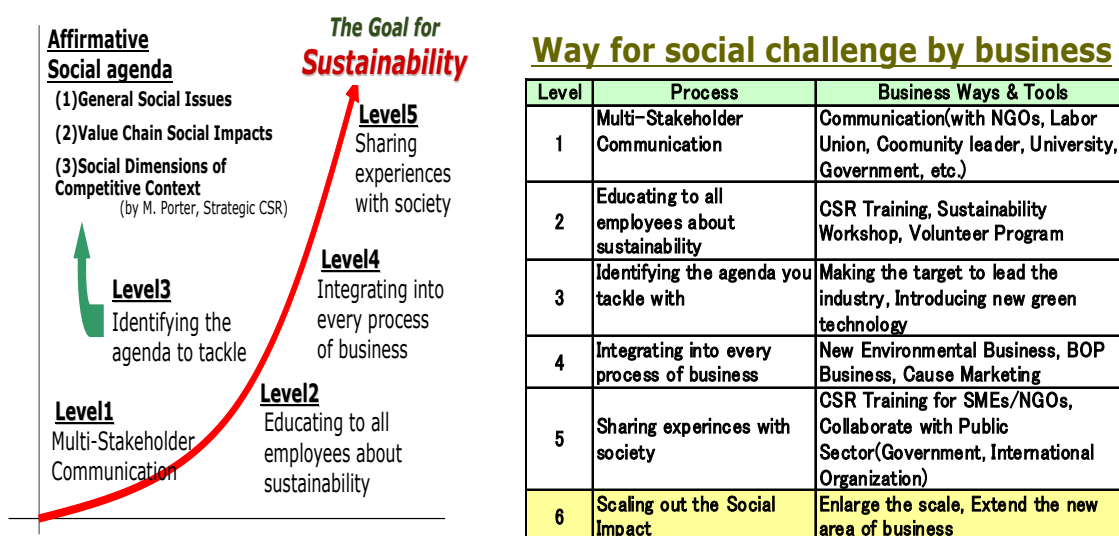 Affirmative
Social agenda
(1)General Social Issues
(2)Value Chain Social Impacts
(3)Social Dimensions of
Competitive Context
(by M. Porter, Strategic CSR)
The Goal for
Sustainability
Level5
Sharing
experiences
with society
Level4
Integrating into
every process
of business
Level3
Identifying the
agenda to tackle
Level2
Educating to all
employees about
sustainability
Level1
Multi-Stakeholder
Communication
Way for social challenge by business
Level Process Business Ways & Tools
1
Multi-Stakeholder
Communication
Communication(with NGOs, Labor
Union, Coomunity leader, University,
Government, etc.)
2
Educating to all
employees about
sustainability
CSR Training, Sustainability
Workshop, Volunteer Program
3
Identifying the agenda you
tackle with
Making the target to lead the
industry, Introducing new green
technology
4
Integrating into every
process of business
New Environmental Business, BOP
Business, Cause Marketing
5
Sharing experinces with
society
CSR Training for SMEs/NGOs,
Collaborate with Public
Sector(Government, International
Organization)
6
Scaling out the Social
Impact
Enlarge the scale, Extend the new
area of business